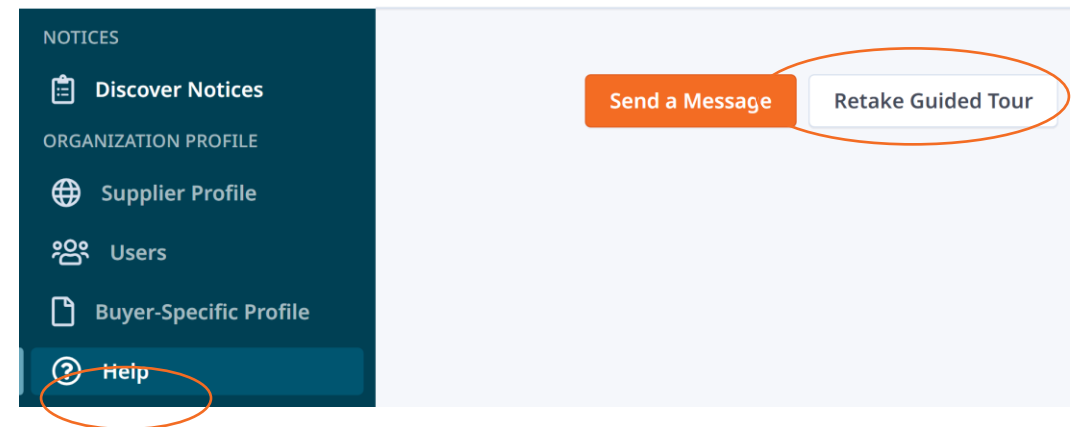 NOTICES
Discover Notices
ORGANIZATION PROFILE
Supplier Profile
Users
Buyer-Specific Profile
Help
Send a Message
Retake Guided Tour